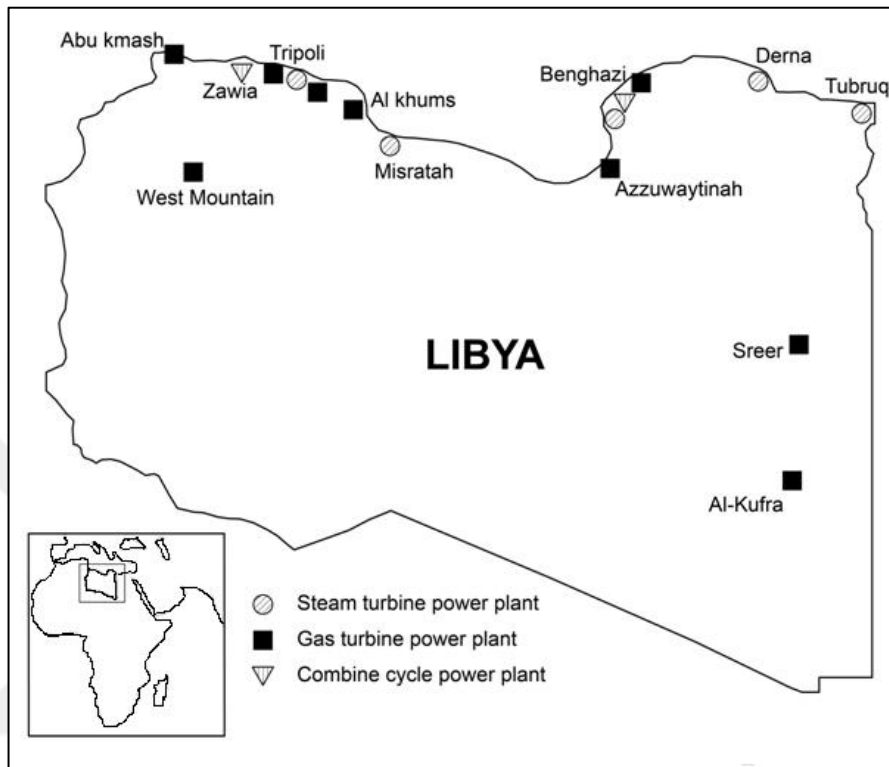 Abu kmash
Tripoli
Zawia
Al khums
Misratah
West Mountain
Benghazi
Derna
Tubruq
Azzuwaytinah
LIBYA
Sreer
Al-Kufra
Steam turbine power plant
Gas turbine power plant
Combine cycle power plant